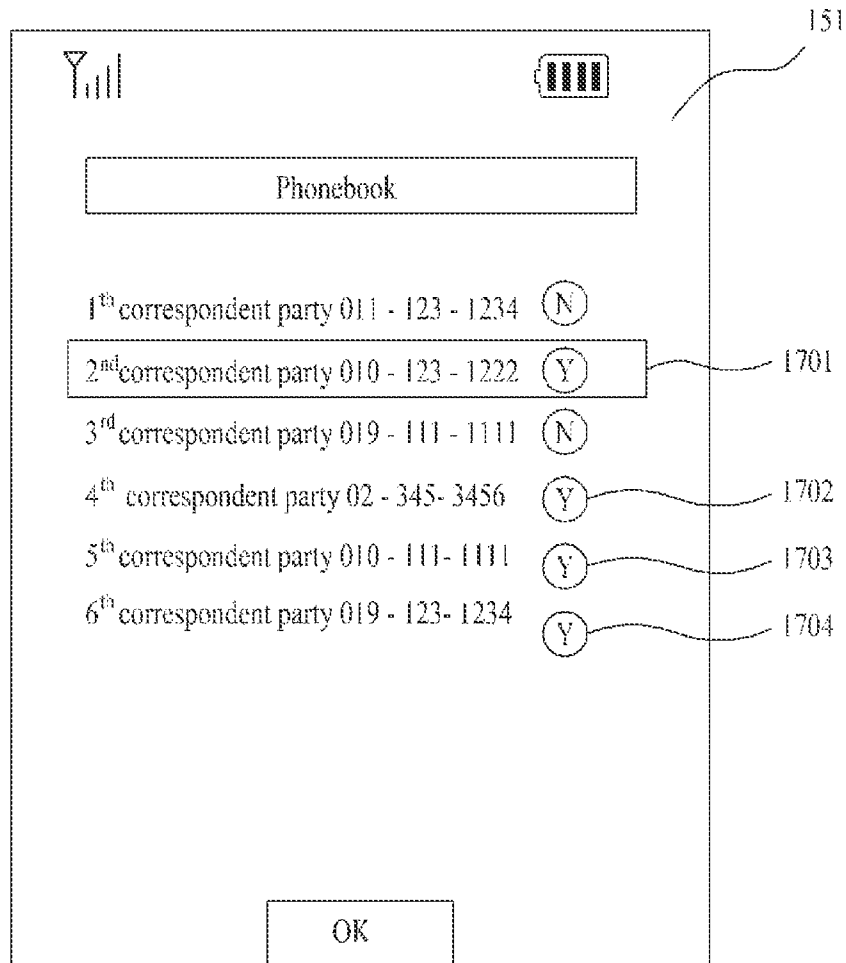 151
Phonebook
1th correspondent party 011 - 123 - 1234 N
2nd correspondent party 010 - 123 - 1222 Y 1701
3rd correspondent party 019 - 111 - 1111 N
4th correspondent party 02 - 345- 3456 Y 1702
5th correspondent party 010 - 111- 1111 Y 1703
6th correspondent party 019 - 123- 1234 Y 1704
OK